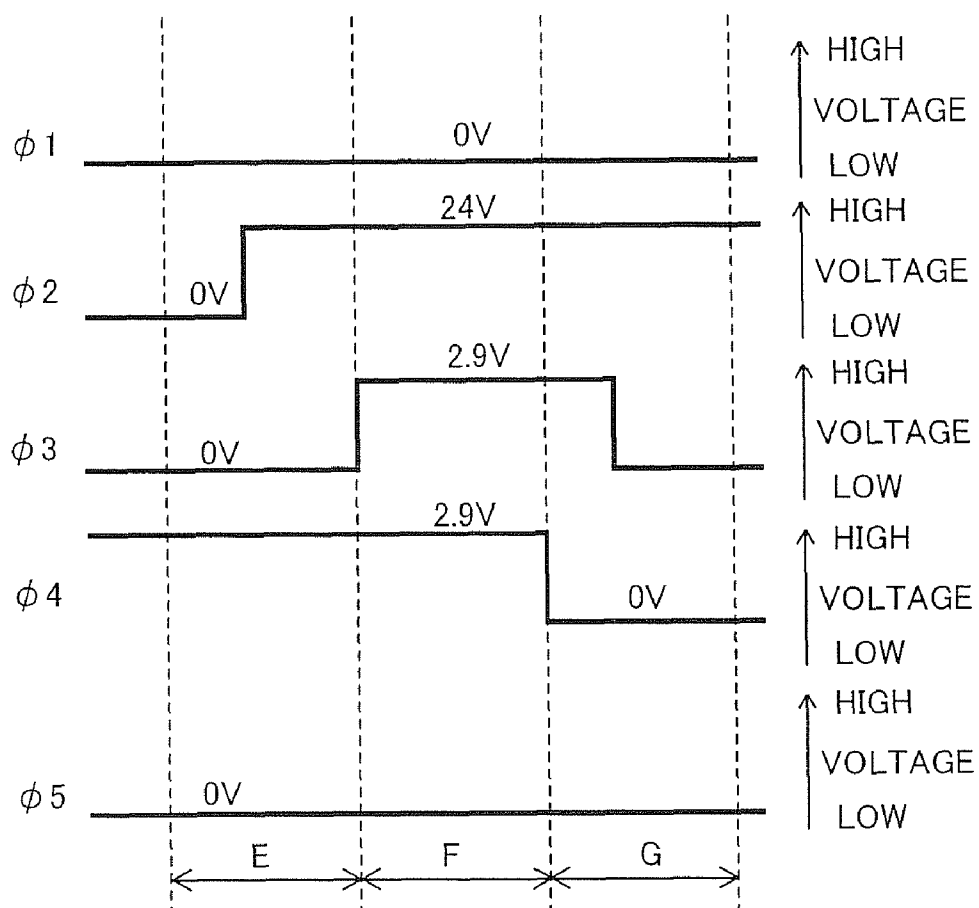 HIGH
φ1 0V VOLTAGE
LOW
24V HIGH
φ2 0V VOLTAGE
LOW
2.9V HIGH
φ3 0V VOLTAGE
LOW
2.9V HIGH
φ4 0V VOLTAGE
LOW
HIGH
φ5 0V VOLTAGE
LOW
E F G